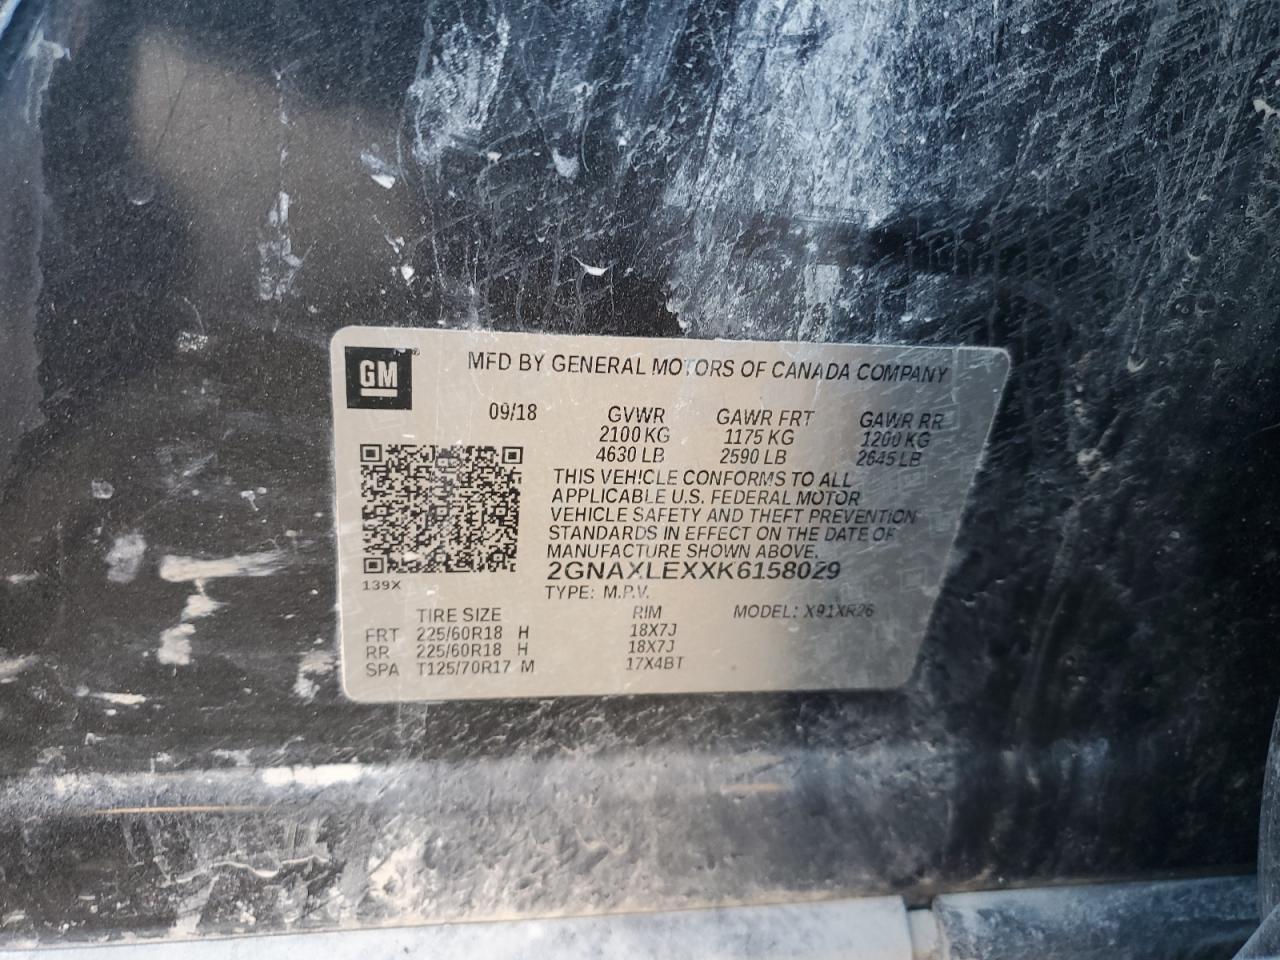 GM
MFD BY GENERAL MOTORS OF CANADA COMPANY
09/18 GVWR GAWR FRT GAWR RR
2100 KG 1175 KG 1200 KG
4630 LB 2590 LB 2645 LB
THIS VEHICLE CONFORMS TO ALL
APPLICABLE U.S. FEDERAL MOTOR
VEHICLE SAFETY AND THEFT PREVENTION
STANDARDS IN EFFECT ON THE DATE OF
MANUFACTURE SHOWN ABOVE.
2GNAXLEXXK6158029
139X
TYPE: M.P.V.
TIRE SIZE RIM MODEL: X91XR26
FRT 225/60R18 H 18X7J
RR 225/60R18 H 18X7J
SPA T125/70R17 M 17X4BT